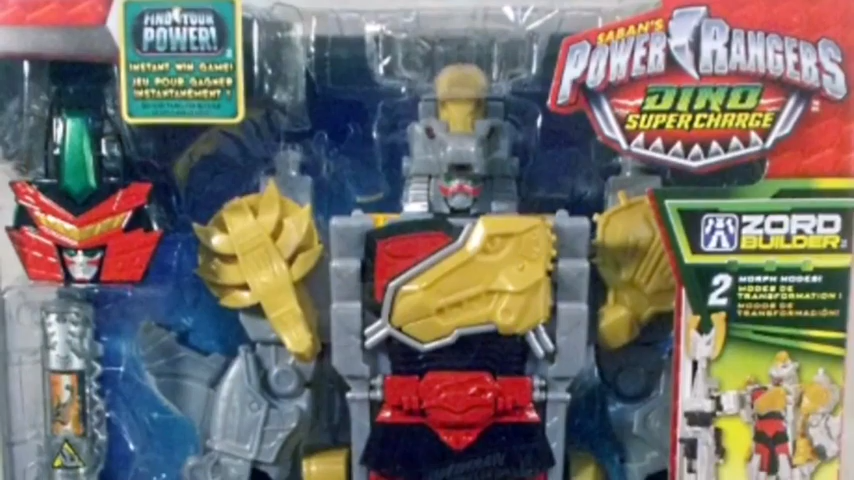 FIND YOUR
POWER!
INSTANT WIN GAME!
JEU POUR GAGNER
INSTANTANÉMENT !
SABAN'S
POWER RANGERS
DINO
SUPER CHARGE
ZORD
BUILDER
2 MORPH MODES!
MODES DE
TRANSFORMATION !
MODOS DE
TRANSFORMACIÓN!